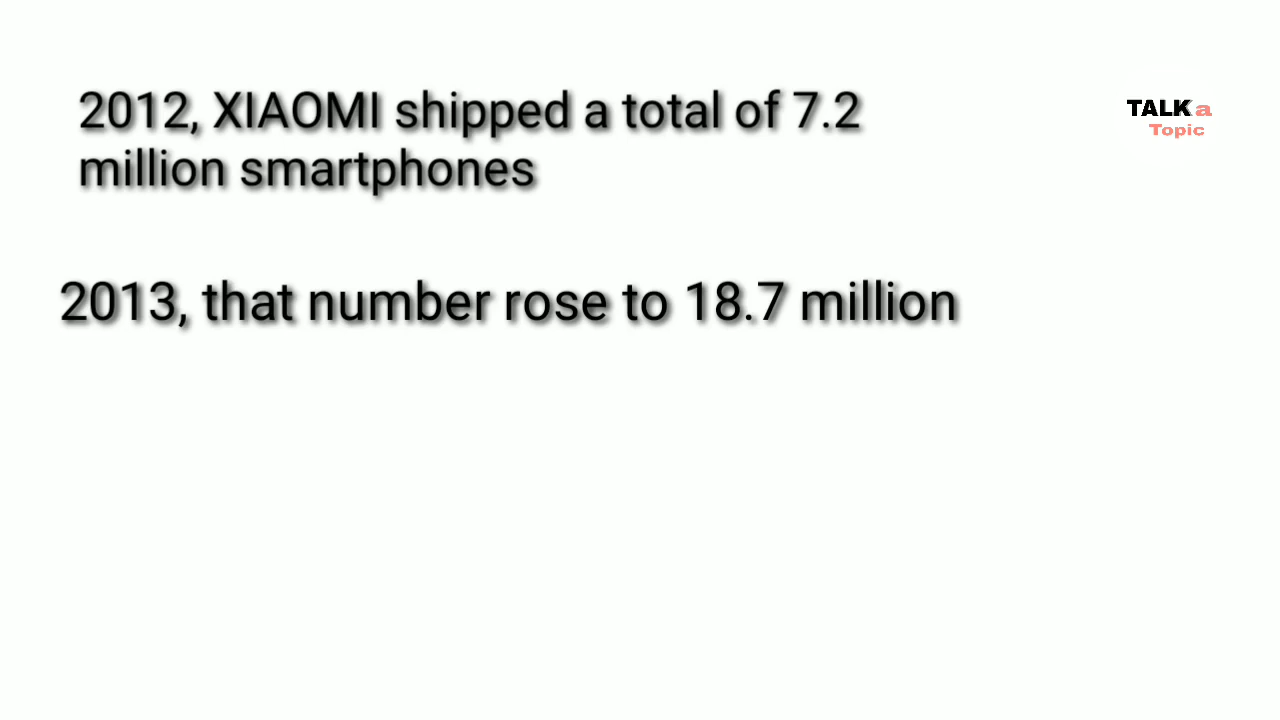 2012, XIAOMI shipped a total of 7.2
million smartphones
TALK a
Topic
2013, that number rose to 18.7 million